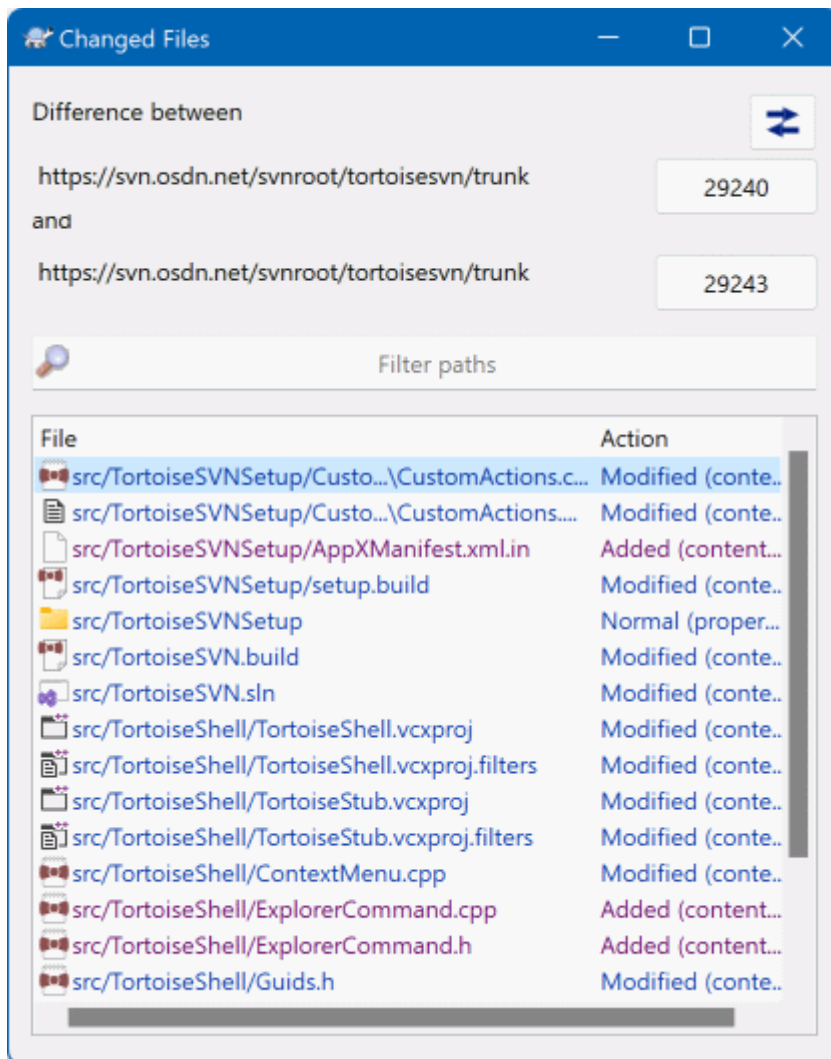 Changed Files
Difference between
https://svn.osdn.net/svnroot/tortoisesvn/trunk 29240
and
https://svn.osdn.net/svnroot/tortoisesvn/trunk 29243
Filter paths
File Action
src/TortoiseSVNSetup/Custo...\CustomActions.c... Modified (conte..
src/TortoiseSVNSetup/Custo...\CustomActions.... Modified (conte..
src/TortoiseSVNSetup/AppXManifest.xml.in Added (content...
src/TortoiseSVNSetup/setup.build Modified (conte..
src/TortoiseSVNSetup Normal (proper...
src/TortoiseSVN.build Modified (conte..
src/TortoiseSVN.sln Modified (conte..
src/TortoiseShell/TortoiseShell.vcxproj Modified (conte..
src/TortoiseShell/TortoiseShell.vcxproj.filters Modified (conte..
src/TortoiseShell/TortoiseStub.vcxproj Modified (conte..
src/TortoiseShell/TortoiseStub.vcxproj.filters Modified (conte..
src/TortoiseShell/ContextMenu.cpp Modified (conte..
src/TortoiseShell/ExplorerCommand.cpp Added (content...
src/TortoiseShell/ExplorerCommand.h Added (content...
src/TortoiseShell/Guids.h Modified (conte..